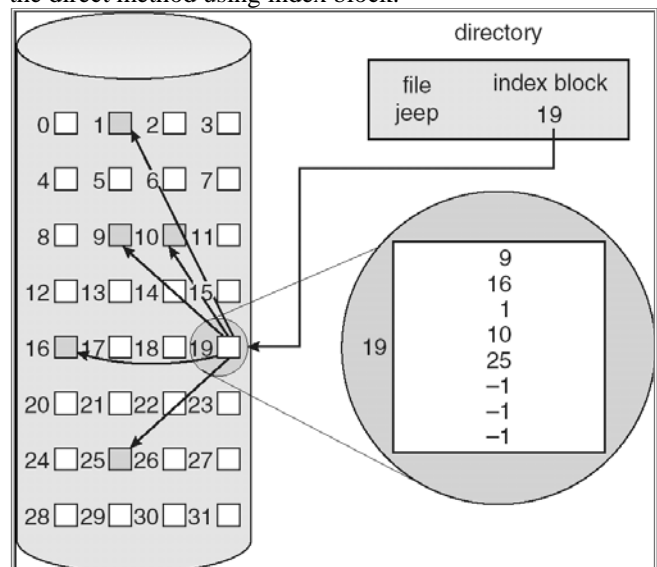 the direct method using index block.
directory
file index block
jeep 19
0 1 2 3
4 5 6 7
8 9 10 11
12 13 14 15
16 17 18 19
20 21 22 23
24 25 26 27
28 29 30 31
19
9
16
1
10
25
–1
–1
–1